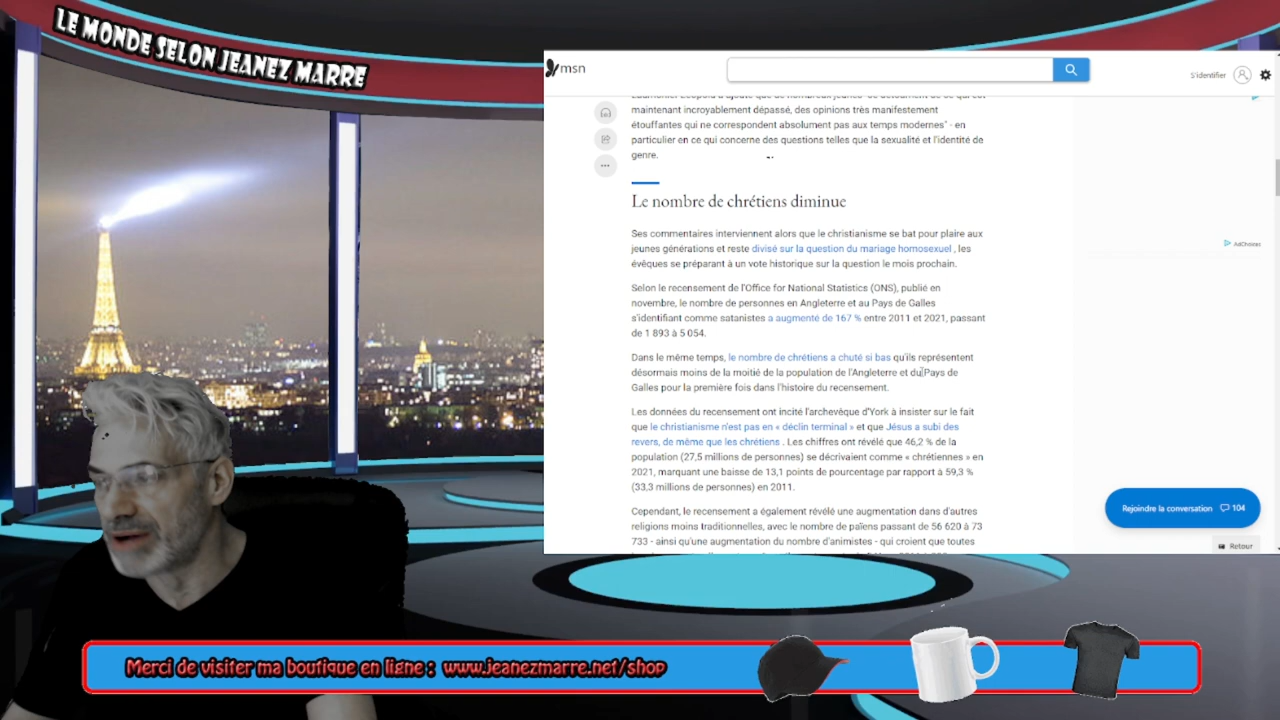 LE MONDE SELON JEANEZ MARRE
msn
S'identifier
maintenant incroyablement dépassé, des opinions très manifestement
étouffantes qui ne correspondent absolument pas aux temps modernes" - en
particulier en ce qui concerne des questions telles que la sexualité et l'identité de
genre.
Le nombre de chrétiens diminue
Ses commentaires interviennent alors que le christianisme se bat pour plaire aux
jeunes générations et reste divisé sur la question du mariage homosexuel , les
évêques se préparant à un vote historique sur la question le mois prochain.
Selon le recensement de l'Office for National Statistics (ONS), publié en
novembre, le nombre de personnes en Angleterre et au Pays de Galles
s'identifiant comme satanistes a augmenté de 167 % entre 2011 et 2021, passant
de 1 893 à 5 054.
Dans le même temps, le nombre de chrétiens a chuté si bas qu'ils représentent
désormais moins de la moitié de la population de l'Angleterre et du Pays de
Galles pour la première fois dans l'histoire du recensement.
Les données du recensement ont incité l'archevêque d'York à insister sur le fait
que le christianisme n'est pas en « déclin terminal » et que Jésus a subi des
revers, de même que les chrétiens . Les chiffres ont révélé que 46,2 % de la
population (27,5 millions de personnes) se décrivaient comme « chrétiennes » en
2021, marquant une baisse de 13,1 points de pourcentage par rapport à 59,3 %
(33,3 millions de personnes) en 2011.
Cependant, le recensement a également révélé une augmentation dans d'autres
religions moins traditionnelles, avec le nombre de païens passant de 56 620 à 73
733 - ainsi qu'une augmentation du nombre d'animistes - qui croient que toutes
AdChoices
Rejoindre la conversation 104
Retour
Merci de visiter ma boutique en ligne : www.jeanezmarre.net/shop